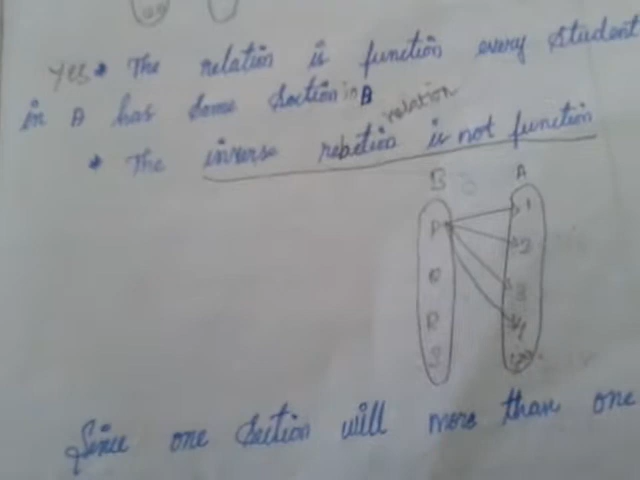 Yes • The relation is function every student
in A has some section in B
relation
• The inverse rebetion is not function
B A
P 1
2
Q 3
R 4
S
Since one section will more than one